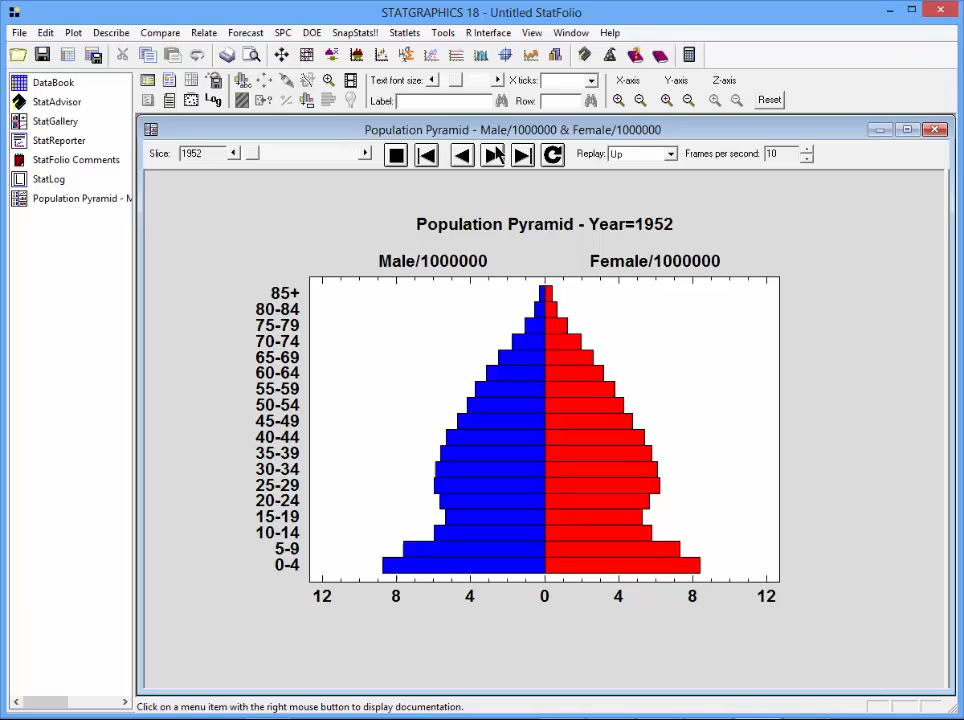 STATGRAPHICS 18 - Untitled StatFolio
File Edit Plot Describe Compare Relate Forecast SPC DOE SnapStats!! Statlets Tools R Interface View Window Help
Text font size: X ticks: X-axis Y-axis Z-axis
Log Label: Row: Reset
DataBook
StatAdvisor
StatGallery
StatReporter
StatFolio Comments
StatLog
Population Pyramid - M
Population Pyramid - Male/1000000 & Female/1000000
Slice: 1952 Replay: Up Frames per second: 10
Population Pyramid - Year=1952
Male/1000000 Female/1000000
85+
80-84
75-79
70-74
65-69
60-64
55-59
50-54
45-49
40-44
35-39
30-34
25-29
20-24
15-19
10-14
5-9
0-4
12 8 4 0 4 8 12
Click on a menu item with the right mouse button to display documentation.